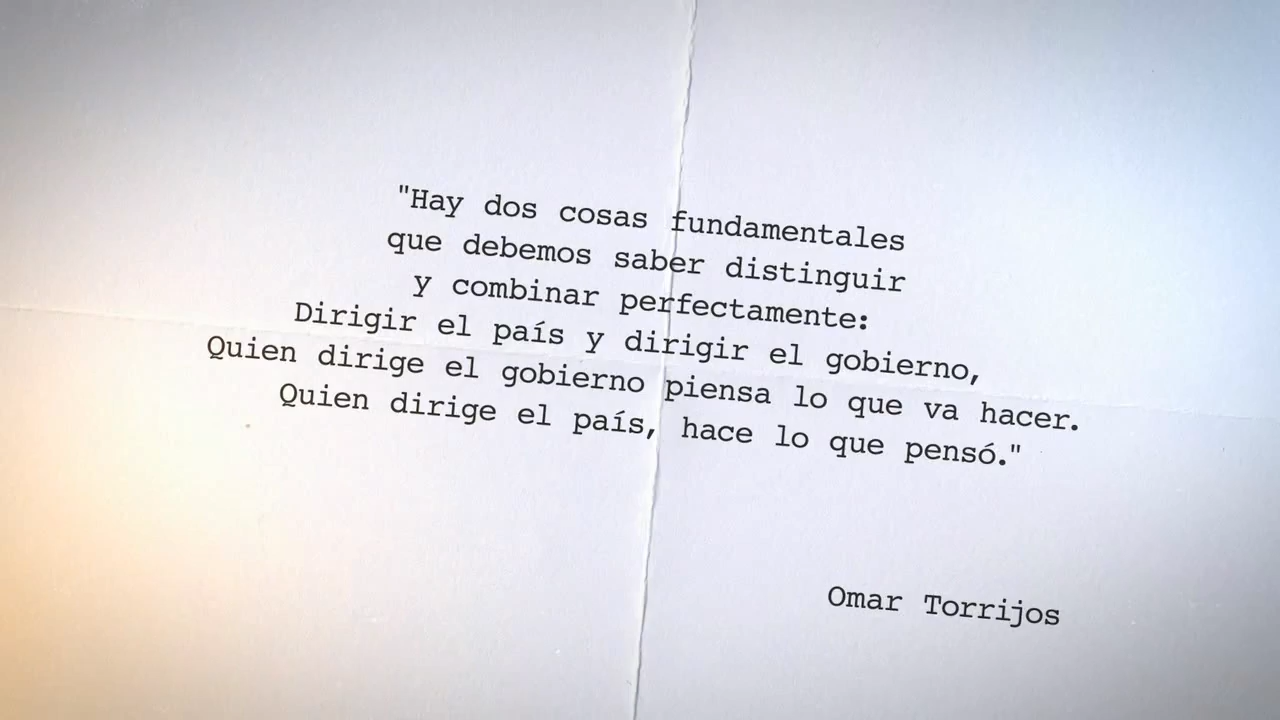 "Hay dos cosas fundamentales
que debemos saber distinguir
y combinar perfectamente:
Dirigir el país y dirigir el gobierno,
Quien dirige el gobierno piensa lo que va hacer.
Quien dirige el país, hace lo que pensó."
Omar Torrijos